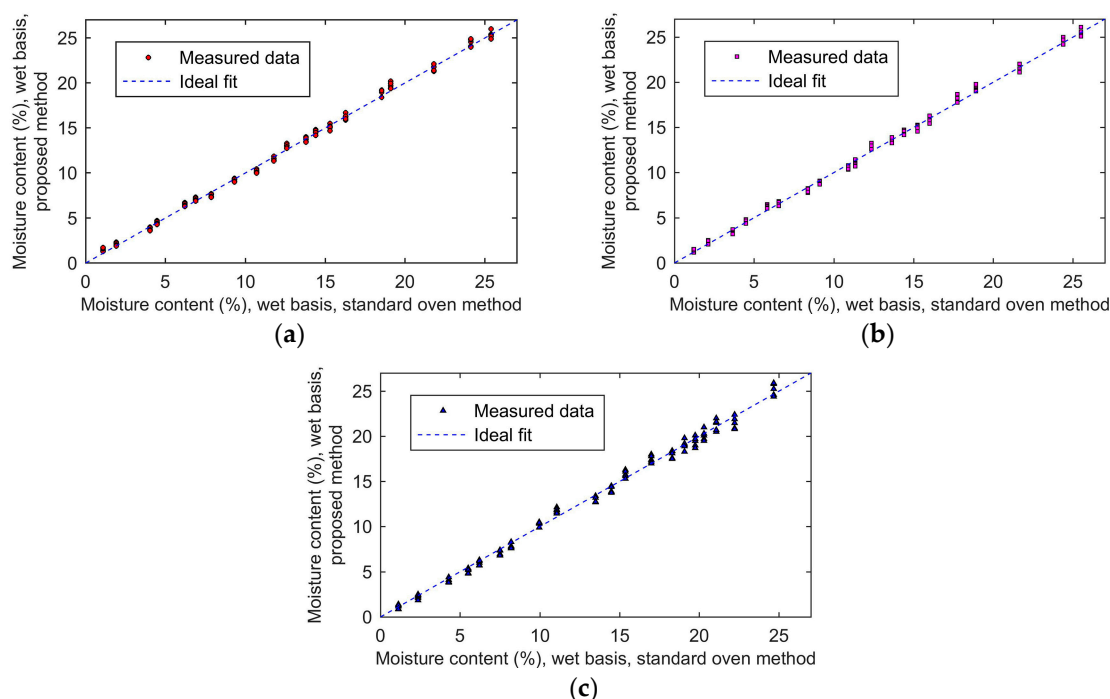 Moisture content (%), wet basis,
proposed method
25
20
15
10
5
0
Measured data
Ideal fit
0 5 10 15 20 25
Moisture content (%), wet basis, standard oven method
(a)
Moisture content (%), wet basis,
proposed method
25
20
15
10
5
0
Measured data
Ideal fit
0 5 10 15 20 25
Moisture content (%), wet basis, standard oven method
(b)
Moisture content (%), wet basis,
proposed method
25
20
15
10
5
0
Measured data
Ideal fit
0 5 10 15 20 25
Moisture content (%), wet basis, standard oven method
(c)